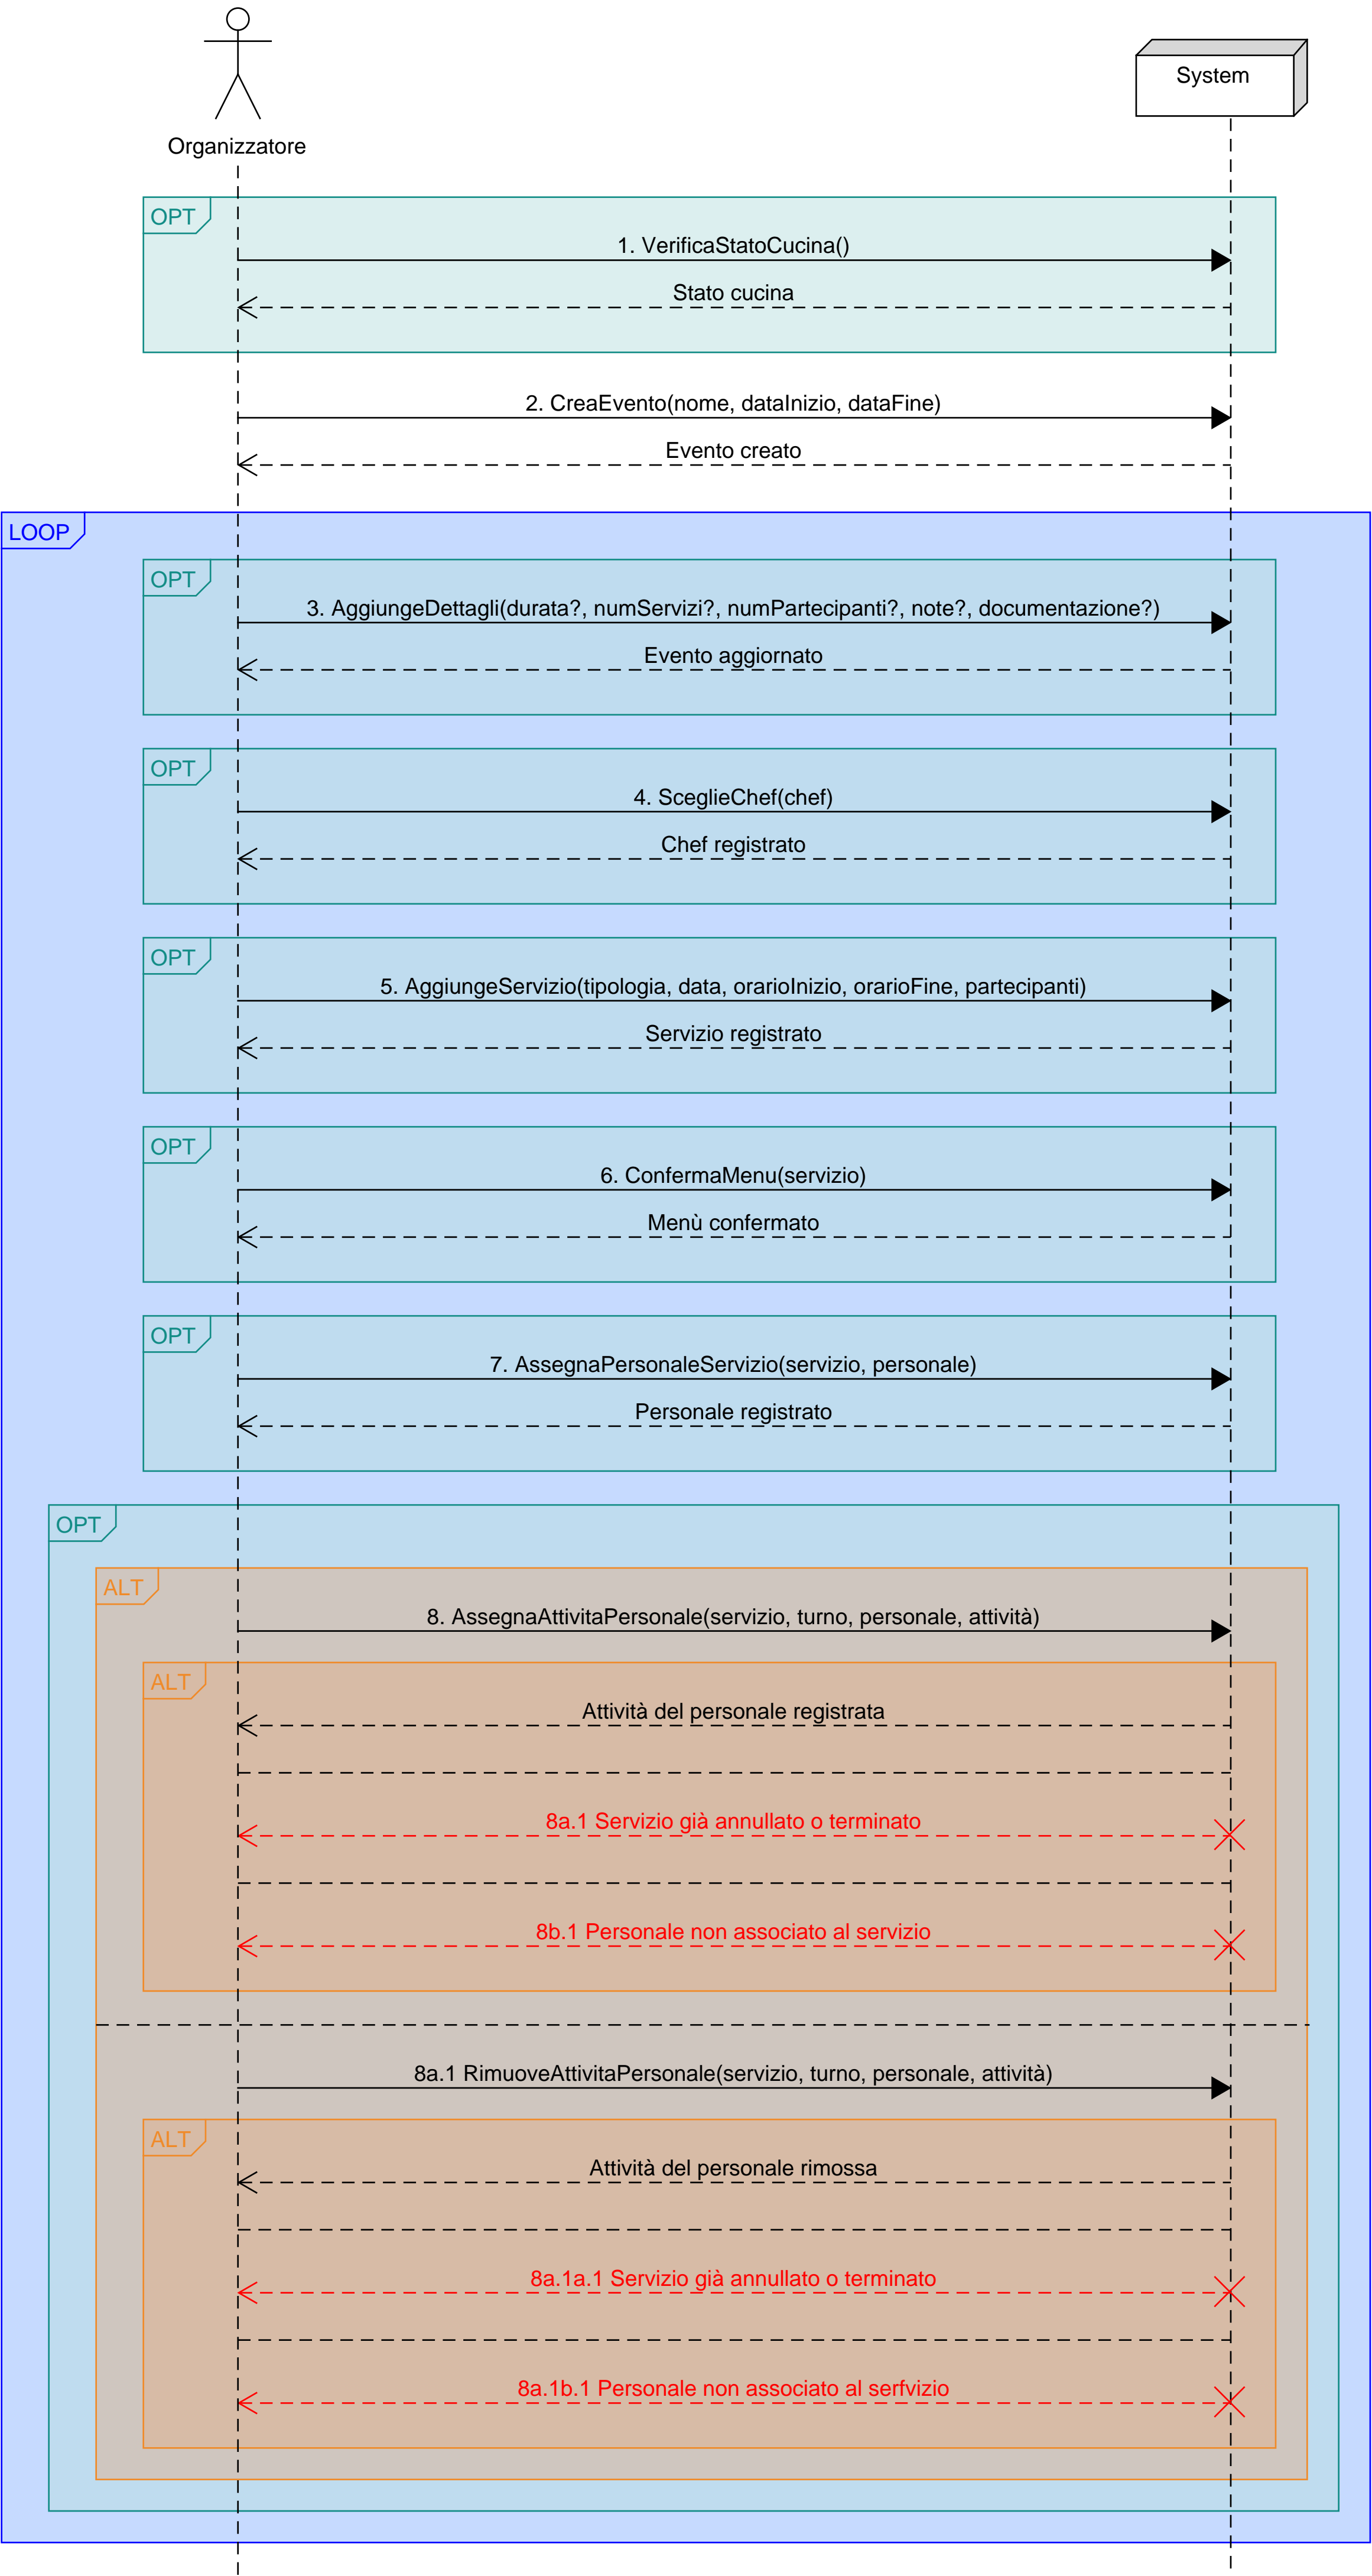 System
Organizzatore
OPT
1. VerificaStatoCucina()
Stato cucina
2. CreaEvento(nome, dataInizio, dataFine)
Evento creato
LOOP
OPT
3. AggiungeDettagli(durata?, numServizi?, numPartecipanti?, note?, documentazione?)
Evento aggiornato
OPT
4. SceglieChef(chef)
Chef registrato
OPT
5. AggiungeServizio(tipologia, data, orarioInizio, orarioFine, partecipanti)
Servizio registrato
OPT
6. ConfermaMenu(servizio)
Menù confermato
OPT
7. AssegnaPersonaleServizio(servizio, personale)
Personale registrato
OPT
ALT
8. AssegnaAttivitaPersonale(servizio, turno, personale, attività)
ALT
Attività del personale registrata
8a.1 Servizio già annullato o terminato
8b.1 Personale non associato al servizio
8a.1 RimuoveAttivitaPersonale(servizio, turno, personale, attività)
ALT
Attività del personale rimossa
8a.1a.1 Servizio già annullato o terminato
8a.1b.1 Personale non associato al serfvizio